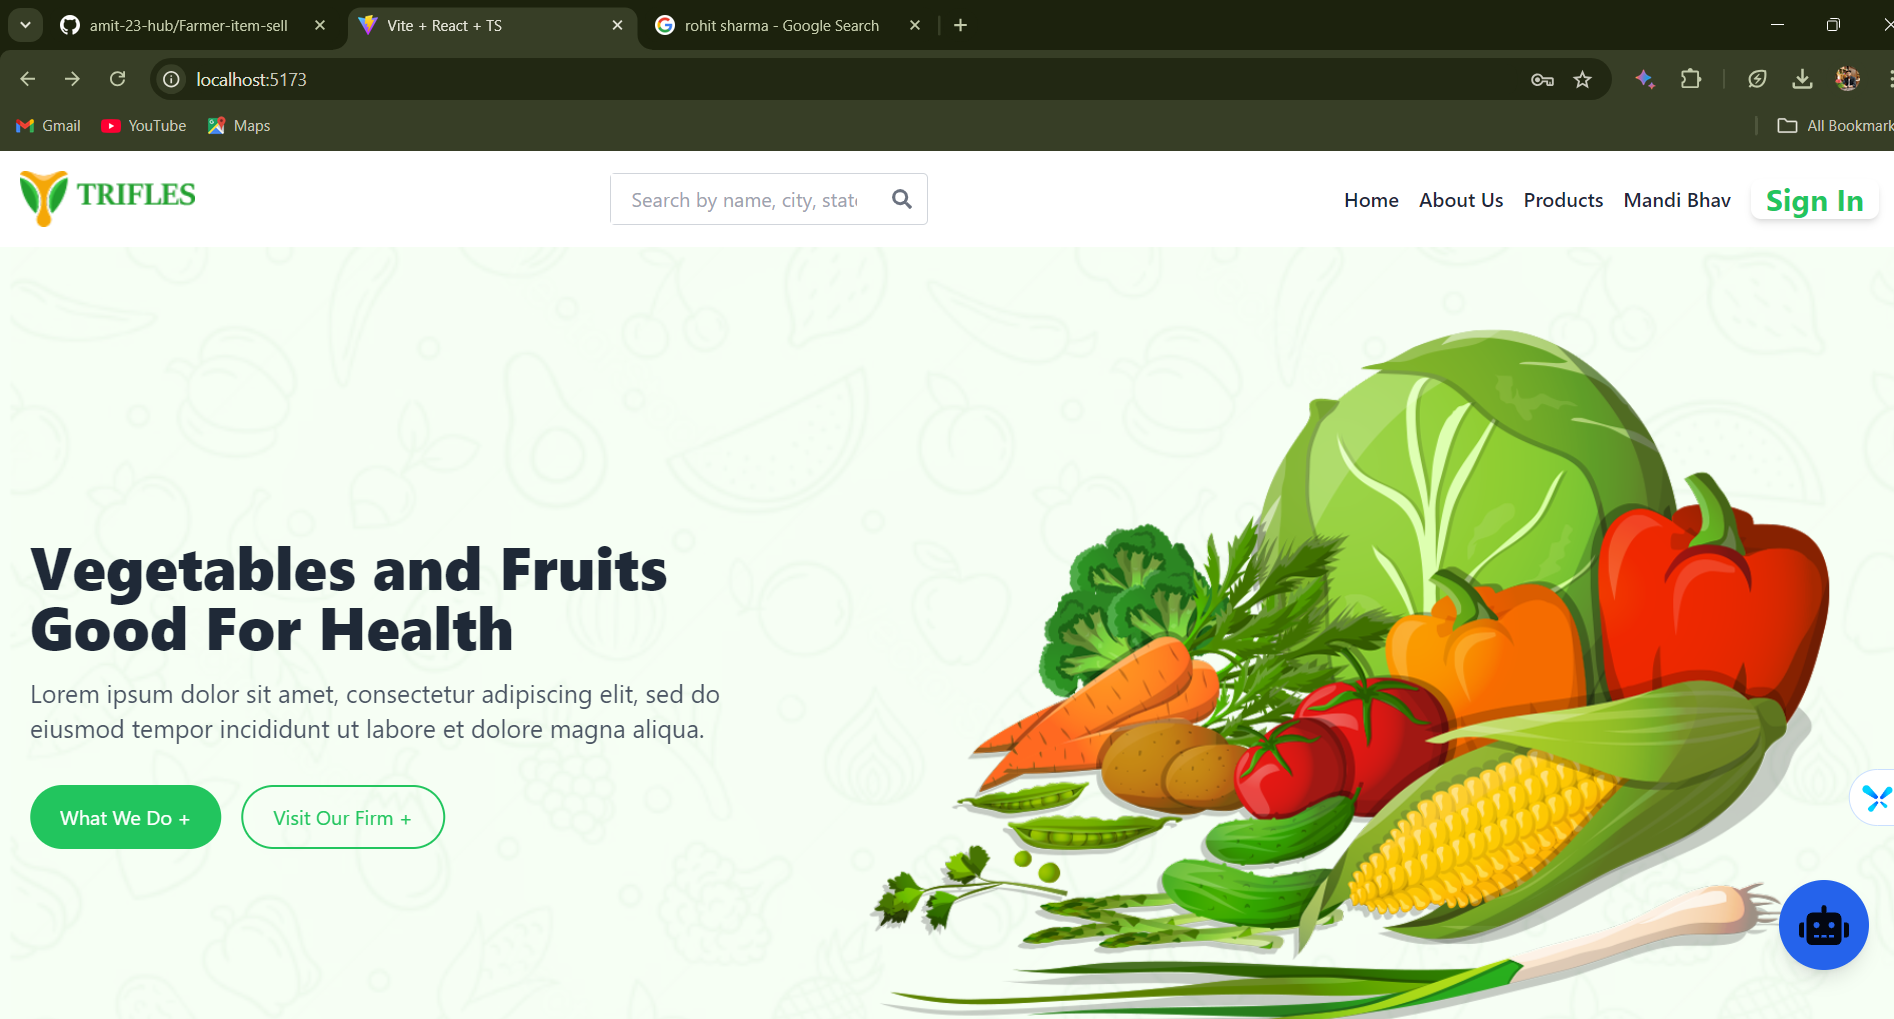 amit-23-hub/Farmer-item-sell
Vite + React + TS
rohit sharma - Google Search
localhost:5173
Gmail
YouTube
Maps
All Bookmark
TRIFLES
Search by name, city, state
Home
About Us
Products
Mandi Bhav
Sign In
Vegetables and Fruits
Good For Health
Lorem ipsum dolor sit amet, consectetur adipiscing elit, sed do
eiusmod tempor incididunt ut labore et dolore magna aliqua.
What We Do +
Visit Our Firm +